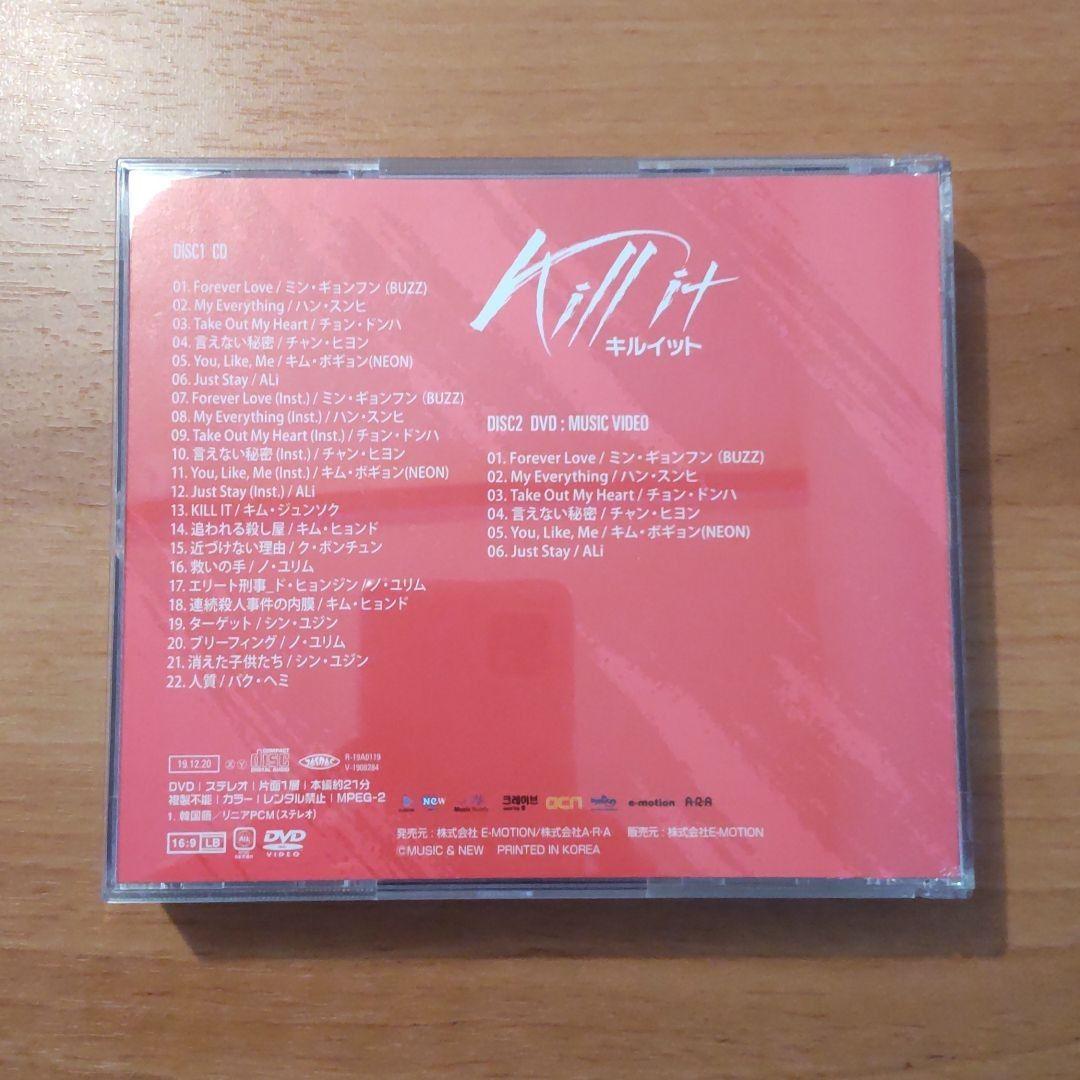 DISC1 CD
01. Forever Love / ミン・ギョンフン (BUZZ)
02. My Everything / ハン・スンヒ
03. Take Out My Heart / チョン・ドンハ
04. 言えない秘密 / チャン・ヒヨン
05. You, Like, Me / キム・ボギョン(NEON)
06. Just Stay / ALi
07. Forever Love (Inst.) / ミン・ギョンフン (BUZZ)
08. My Everything (Inst.) / ハン・スンヒ
09. Take Out My Heart (Inst.) / チョン・ドンハ
10. 言えない秘密 (Inst.) / チャン・ヒヨン
11. You, Like, Me (Inst.) / キム・ボギョン(NEON)
12. Just Stay (Inst.) / ALi
13. KILL IT / キム・ジュンソク
14. 追われる殺し屋 / キム・ヒョンド
15. 近づけない理由 / ク・ボンチュン
16. 救いの手 / ノ・ユリム
17. エリート刑事_ド・ヒョンジン / ノ・ユリム
18. 連続殺人事件の内膜 / キム・ヒョンド
19. ターゲット / シン・ユジン
20. ブリーフィング / ノ・ユリム
21. 消えた子供たち / シン・ユジン
22. 人質 / パク・ヘミ
Kill it
キルイット
DISC2 DVD : MUSIC VIDEO
01. Forever Love / ミン・ギョンフン (BUZZ)
02. My Everything / ハン・スンヒ
03. Take Out My Heart / チョン・ドンハ
04. 言えない秘密 / チャン・ヒヨン
05. You, Like, Me / キム・ボギョン(NEON)
06. Just Stay / ALi
19.12.20
COMPACT
disc
DIGITAL AUDIO
R-19A0119
V-1908284
DVD | ステレオ | 片面1層 | 本編約21分
複製不能 | カラー | レンタル禁止 | MPEG-2
1. 韓国語／リニアPCM(ステレオ)
16:9 LB
DVD
VIDEO
NEW
크레이브
OCN
e-motion
A·R·A
発売元 : 株式会社 E-MOTION/株式会社A·R·A 販売元 : 株式会社E-MOTION
©MUSIC & NEW PRINTED IN KOREA